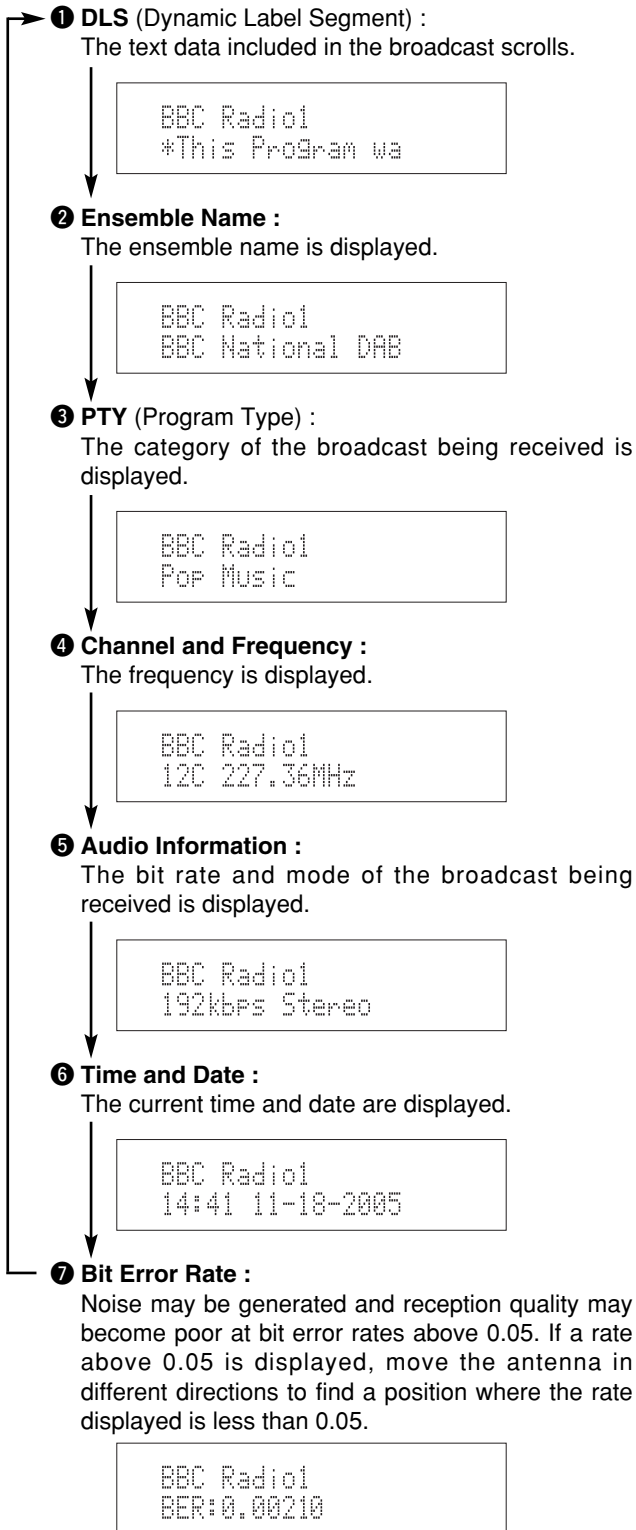 ❶ DLS (Dynamic Label Segment) :
The text data included in the broadcast scrolls.
BBC Radio1
*This Program wa
❷ Ensemble Name :
The ensemble name is displayed.
BBC Radio1
BBC National DAB
❸ PTY (Program Type) :
The category of the broadcast being received is
displayed.
BBC Radio1
Pop Music
❹ Channel and Frequency :
The frequency is displayed.
BBC Radio1
12C 227.36MHz
❺ Audio Information :
The bit rate and mode of the broadcast being
received is displayed.
BBC Radio1
192kbps Stereo
❻ Time and Date :
The current time and date are displayed.
BBC Radio1
14:41 11-18-2005
❼ Bit Error Rate :
Noise may be generated and reception quality may
become poor at bit error rates above 0.05. If a rate
above 0.05 is displayed, move the antenna in
different directions to find a position where the rate
displayed is less than 0.05.
BBC Radio1
BER:0.00210